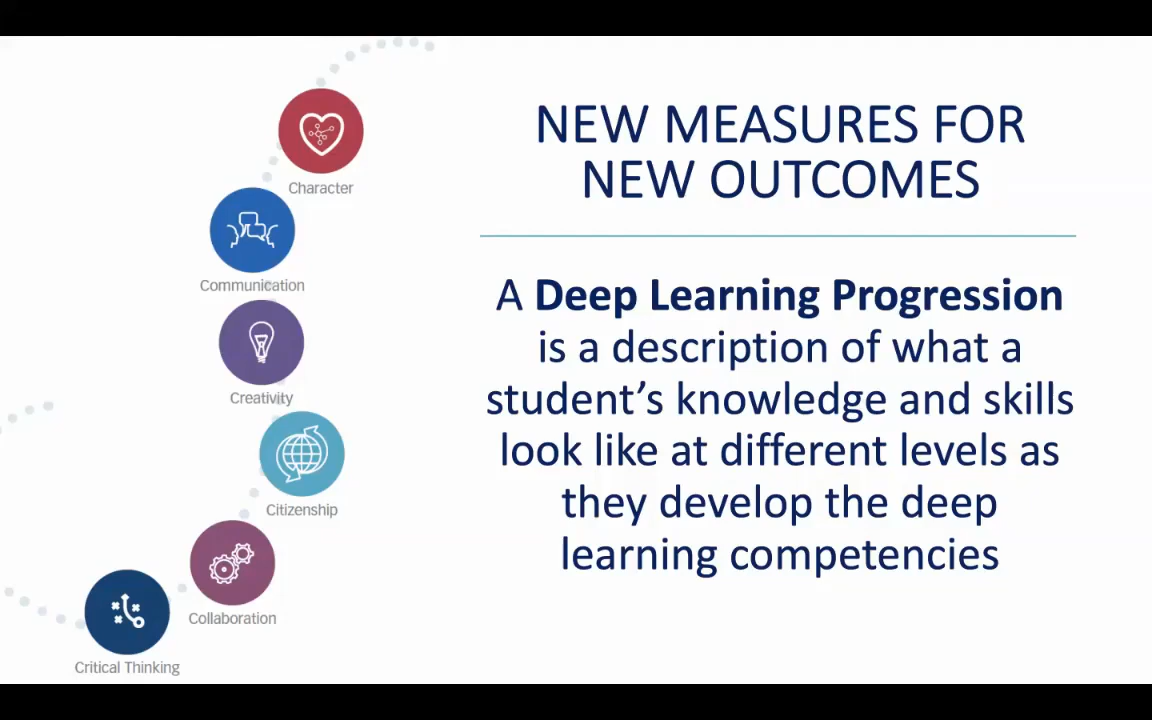 NEW MEASURES FOR
NEW OUTCOMES
A Deep Learning Progression
is a description of what a
student’s knowledge and skills
look like at different levels as
they develop the deep
learning competencies
Character
Communication
Creativity
Citizenship
Collaboration
Critical Thinking